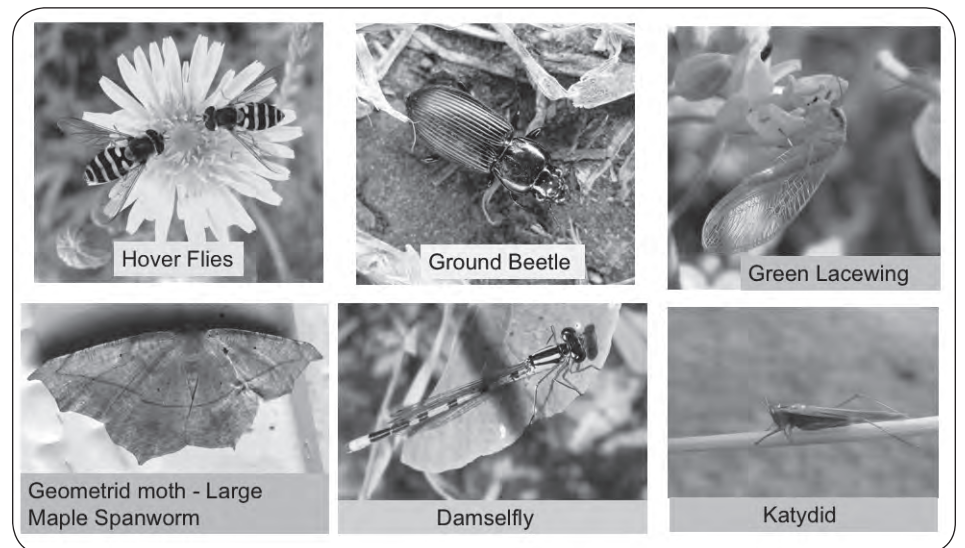 Hover Flies
Ground Beetle
Green Lacewing
Geometrid moth - Large
Maple Spanworm
Damselfly
Katydid